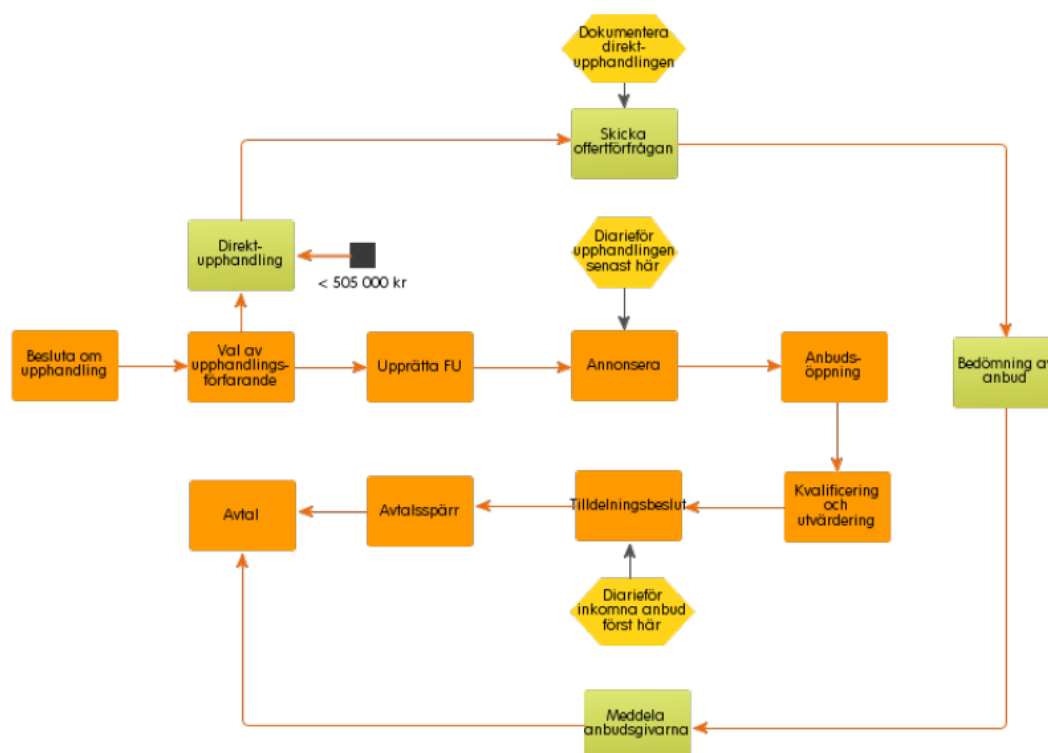 Dokumentera
direkt-
upphandlingen
Skicka
offertförfrågan
Direkt-
upphandling
< 505 000 kr
Diarieför
upphandlingen
senast här
Besluta om
upphandling
Val av
upphandlings-
förfarande
Upprätta FU
Annonsera
Anbuds-
öppning
Bedömning av
anbud
Avtal
Avtalsspärr
Tilldelningsbeslut
Kvalificering
och
utvärdering
Diarieför
inkomna anbud
först här
Meddela
anbudsgivarna